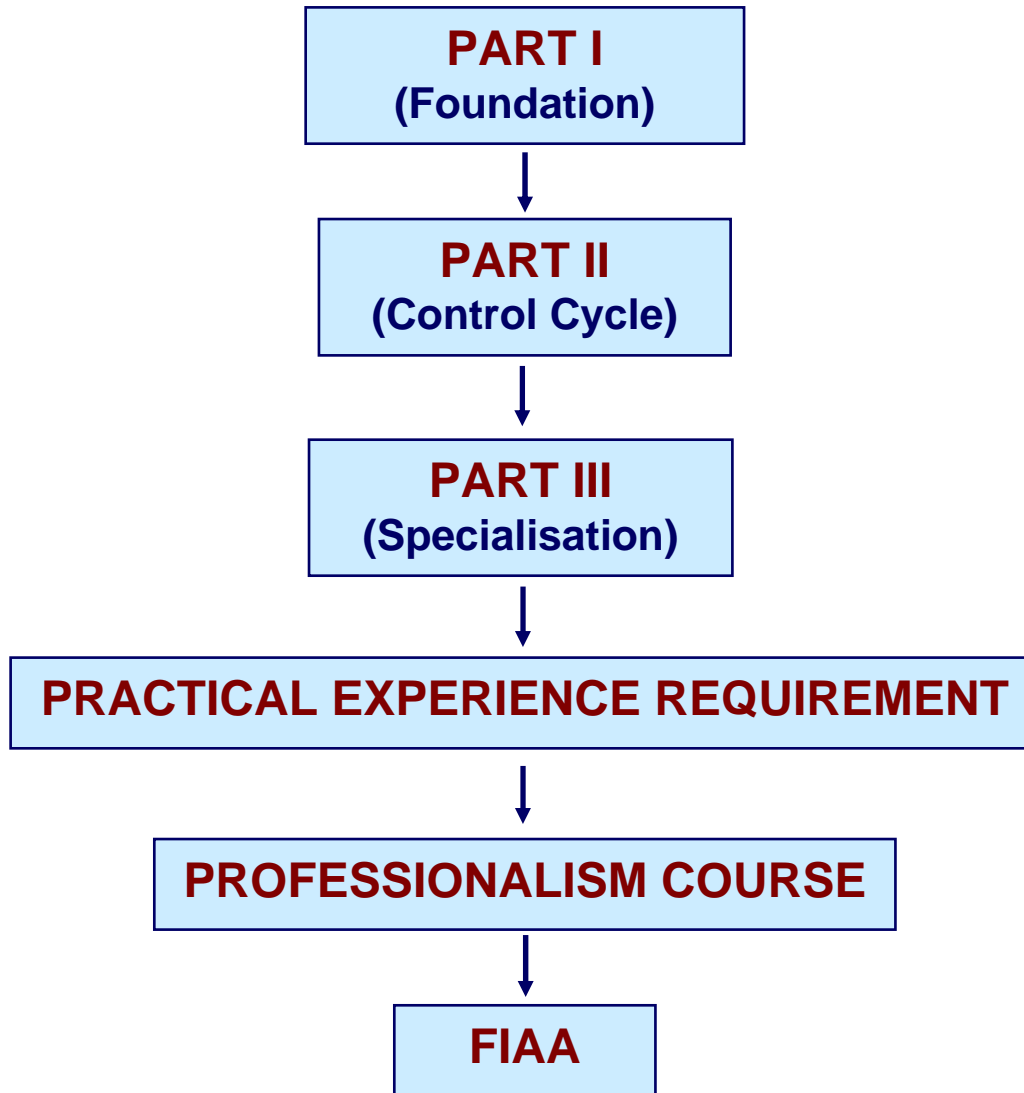 PART I
(Foundation)
PART II
(Control Cycle)
PART III
(Specialisation)
PRACTICAL EXPERIENCE REQUIREMENT
PROFESSIONALISM COURSE
FIAA